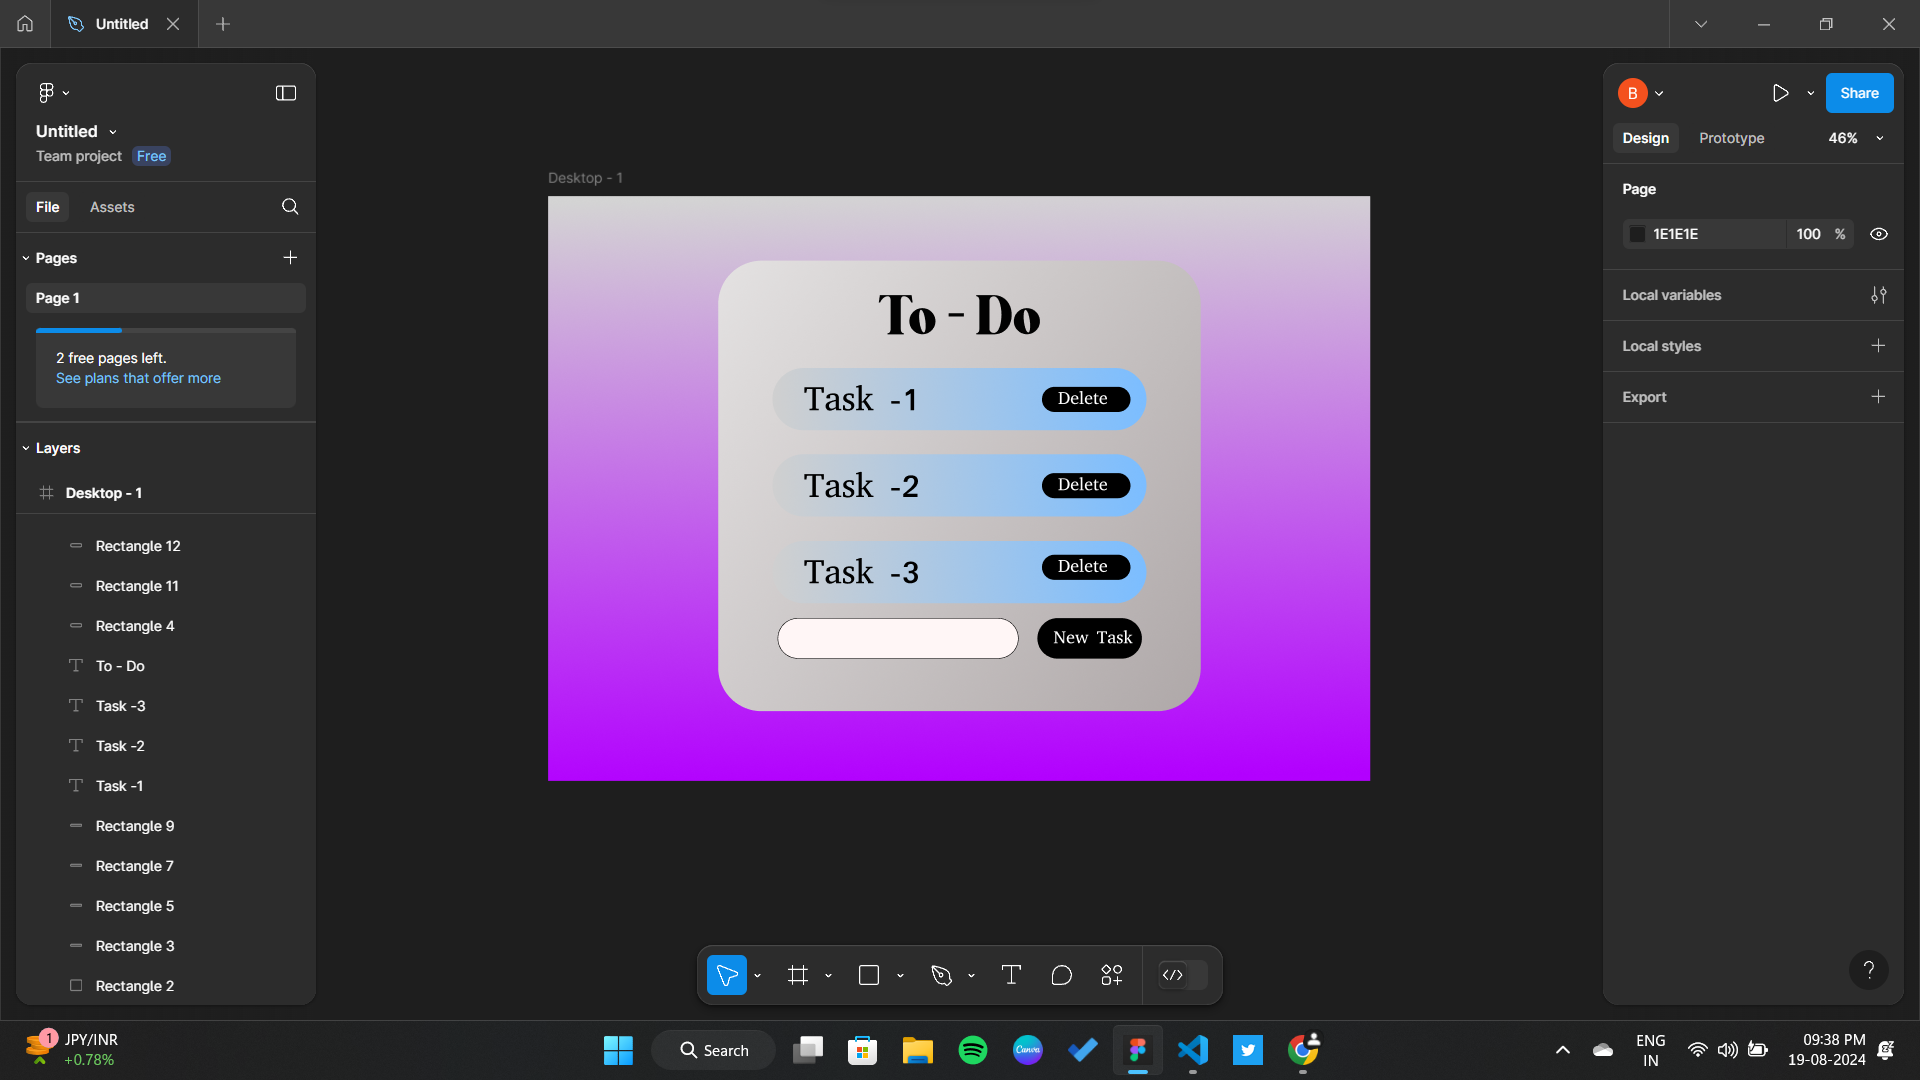 Untitled
Untitled
Team project Free
File Assets
Pages
Page 1
2 free pages left.
See plans that offer more
Layers
Desktop - 1
Rectangle 12
Rectangle 11
Rectangle 4
To - Do
Task -3
Task -2
Task -1
Rectangle 9
Rectangle 7
Rectangle 5
Rectangle 3
Rectangle 2
Desktop - 1
To - Do
Task -1 Delete
Task -2 Delete
Task -3 Delete
New Task
B Share
Design Prototype 46%
Page
1E1E1E 100 %
Local variables
Local styles
Export
?
1 JPY/INR
+0.78%
Search
Canva
ENG
IN
09:38 PM
19-08-2024